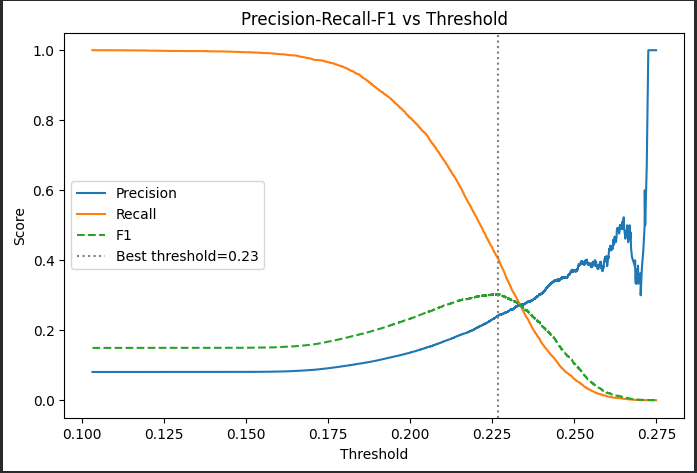 Precision-Recall-F1 vs Threshold
1.0
0.8
0.6
0.4
0.2
0.0
Score
Precision
Recall
F1
Best threshold=0.23
0.100 0.125 0.150 0.175 0.200 0.225 0.250 0.275
Threshold